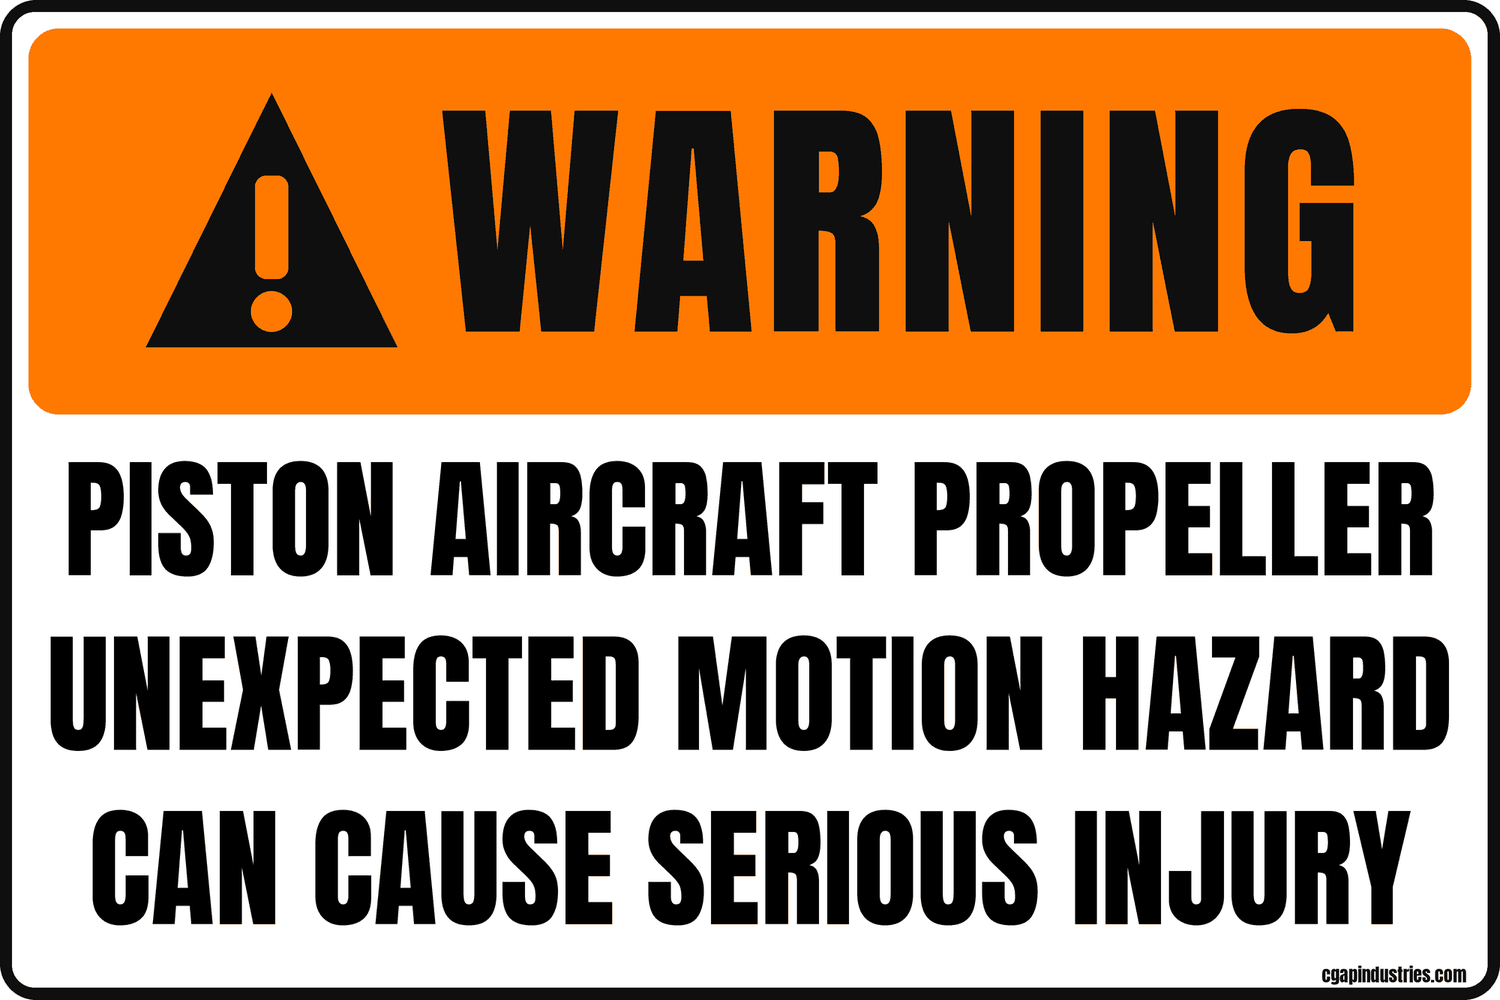 WARNING
PISTON AIRCRAFT PROPELLER
UNEXPECTED MOTION HAZARD
CAN CAUSE SERIOUS INJURY
cgapindustries.com